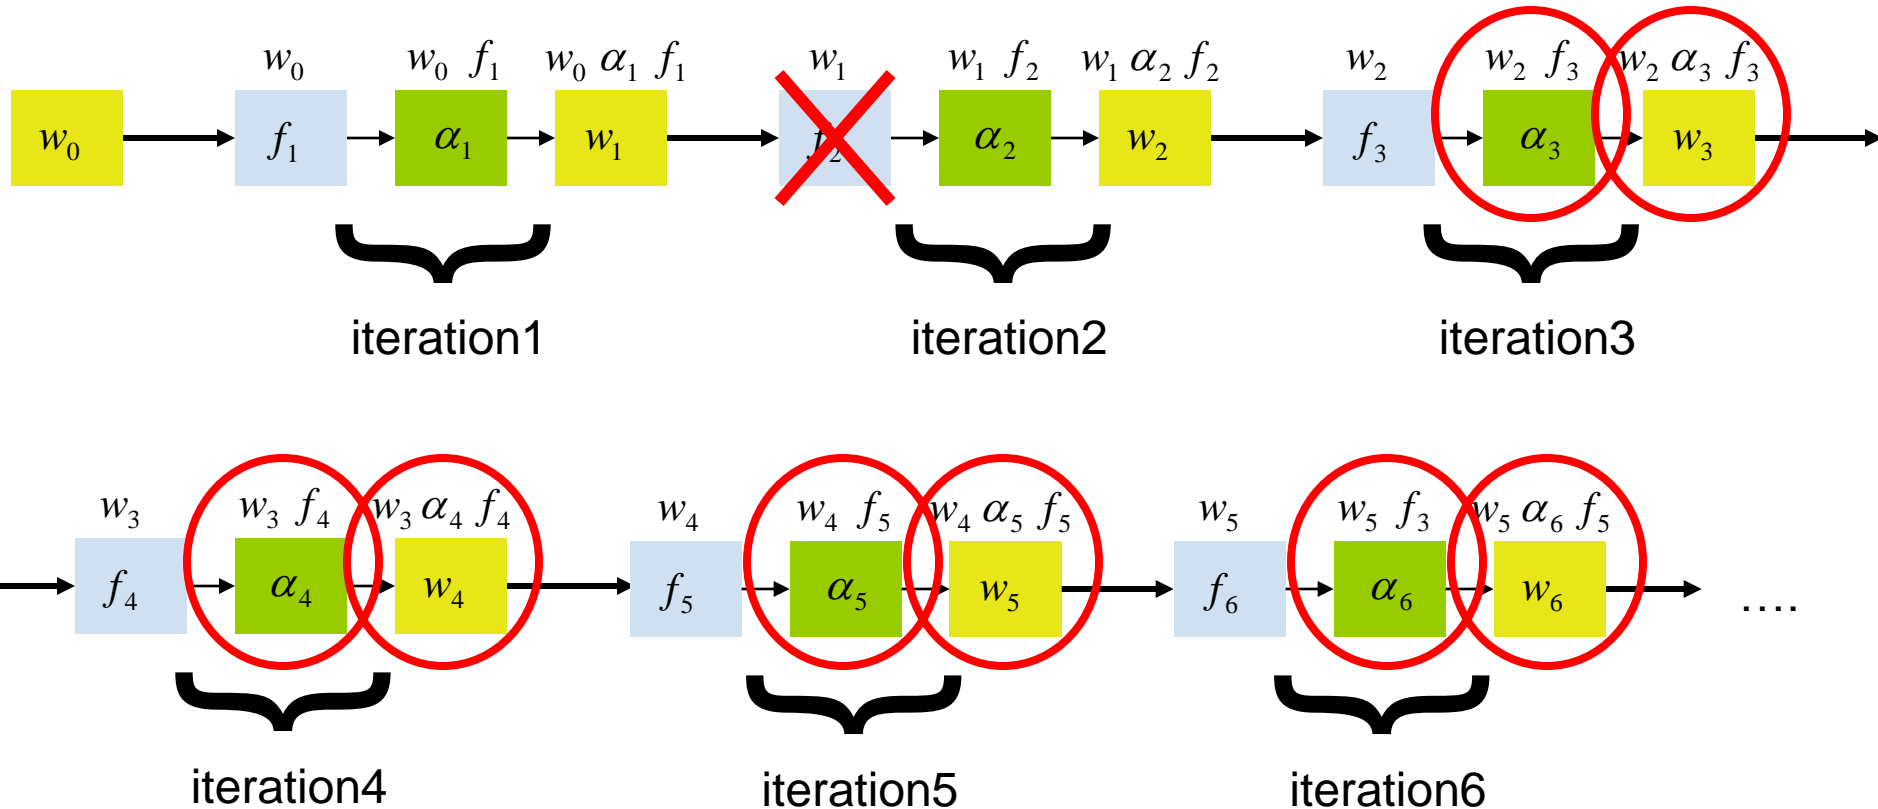 w₀ w₀ f₁ w₀ α₁ f₁ w₁ w₁ f₂ w₁ α₂ f₂ w₂ w₂ f₃ w₂ α₃ f₃
w₀ f₁ α₁ w₁ f₂ α₂ w₂ f₃ α₃ w₃
iteration1 iteration2 iteration3
w₃ w₃ f₄ w₃ α₄ f₄ w₄ w₄ f₅ w₄ α₅ f₅ w₅ w₅ f₃ w₅ α₆ f₅
f₄ α₄ w₄ f₅ α₅ w₅ f₆ α₆ w₆ ....
iteration4 iteration5 iteration6